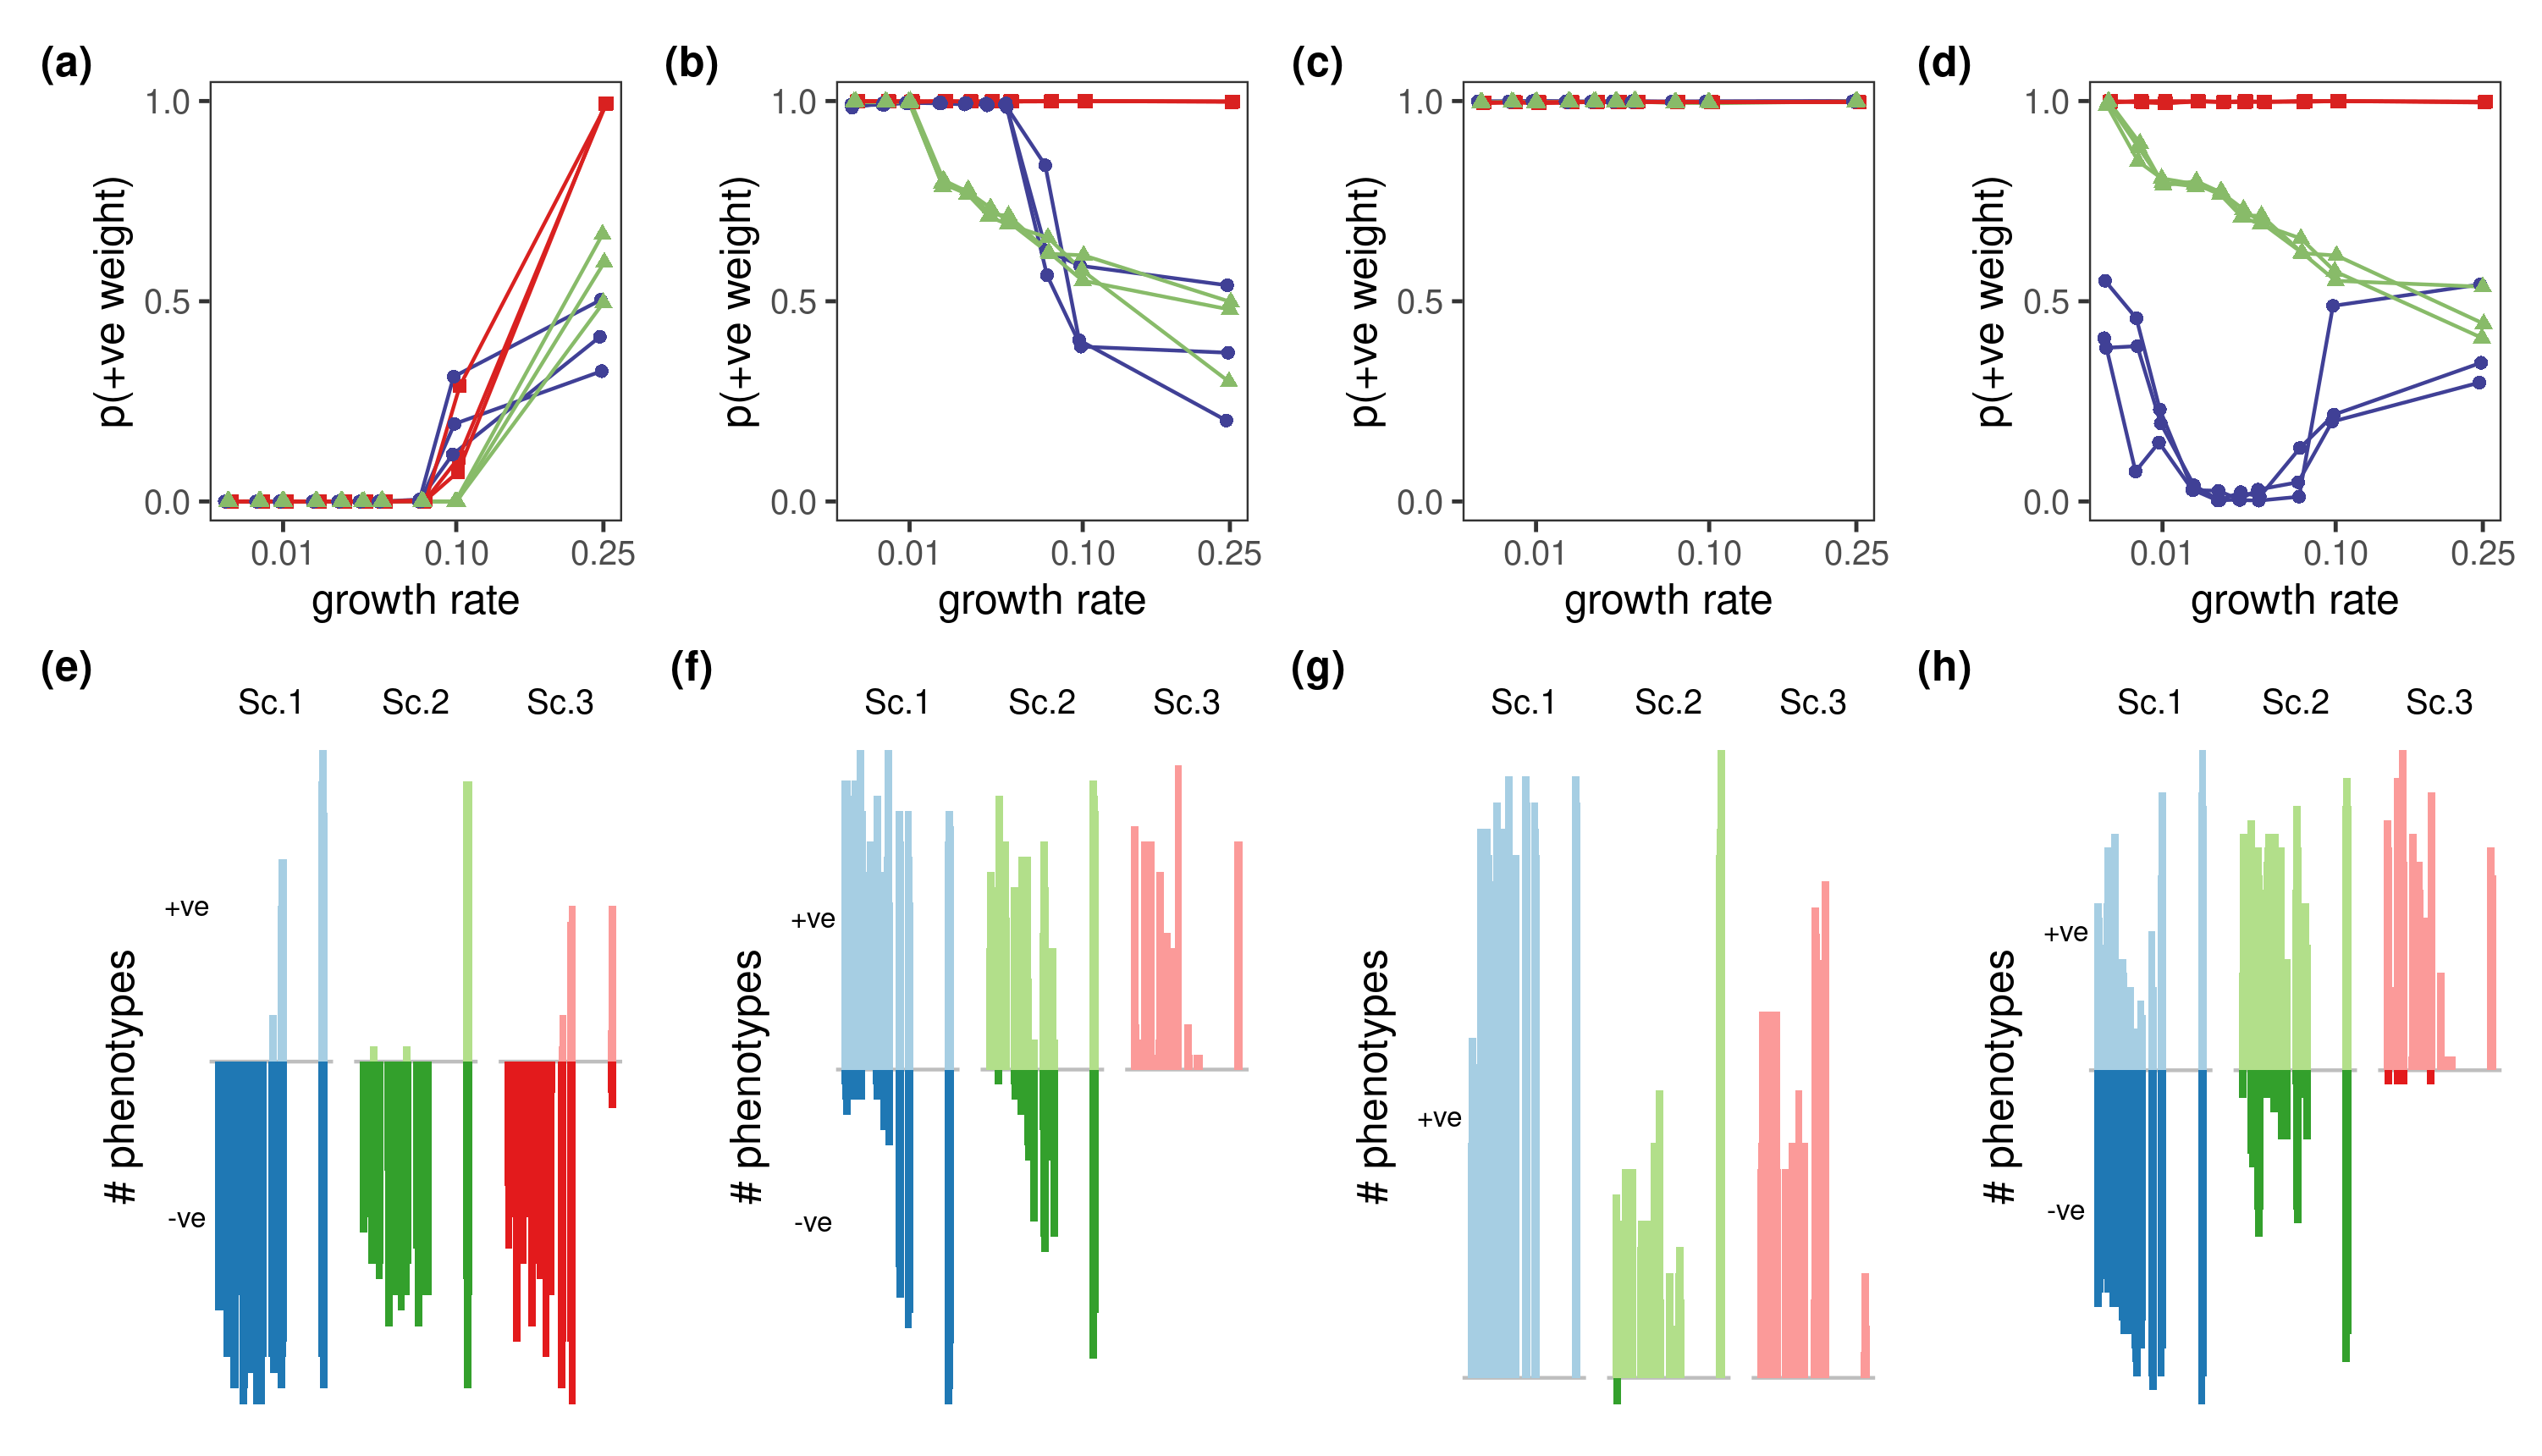 (a) (b) (c) (d)
1.0 1.0 1.0 1.0
p(+ve weight) p(+ve weight) p(+ve weight) p(+ve weight)
0.5 0.5 0.5 0.5
0.0 0.0 0.0 0.0
0.01 0.10 0.25 0.01 0.10 0.25 0.01 0.10 0.25 0.01 0.10 0.25
growth rate growth rate growth rate growth rate
(e) (f) (g) (h)
Sc.1 Sc.2 Sc.3 Sc.1 Sc.2 Sc.3 Sc.1 Sc.2 Sc.3 Sc.1 Sc.2 Sc.3
+ve +ve +ve +ve
# phenotypes # phenotypes # phenotypes # phenotypes
-ve -ve -ve